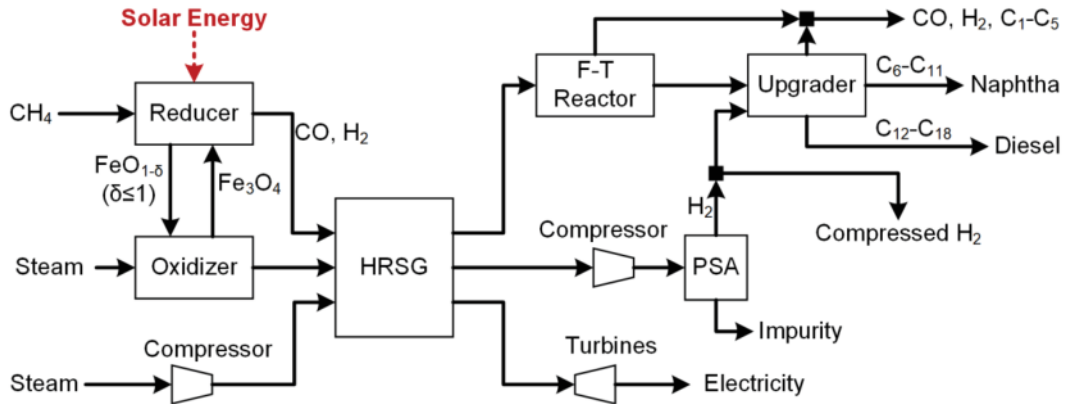 Solar Energy
CH₄
Reducer
CO, H₂
FeO₁₋δ
(δ≤1)
Fe₃O₄
Steam
Oxidizer
HRSG
Compressor
Steam
F-T
Reactor
Upgrader
CO, H₂, C₁-C₅
C₆-C₁₁
Naphtha
C₁₂-C₁₈
Diesel
H₂
Compressed H₂
Compressor
PSA
Impurity
Turbines
Electricity